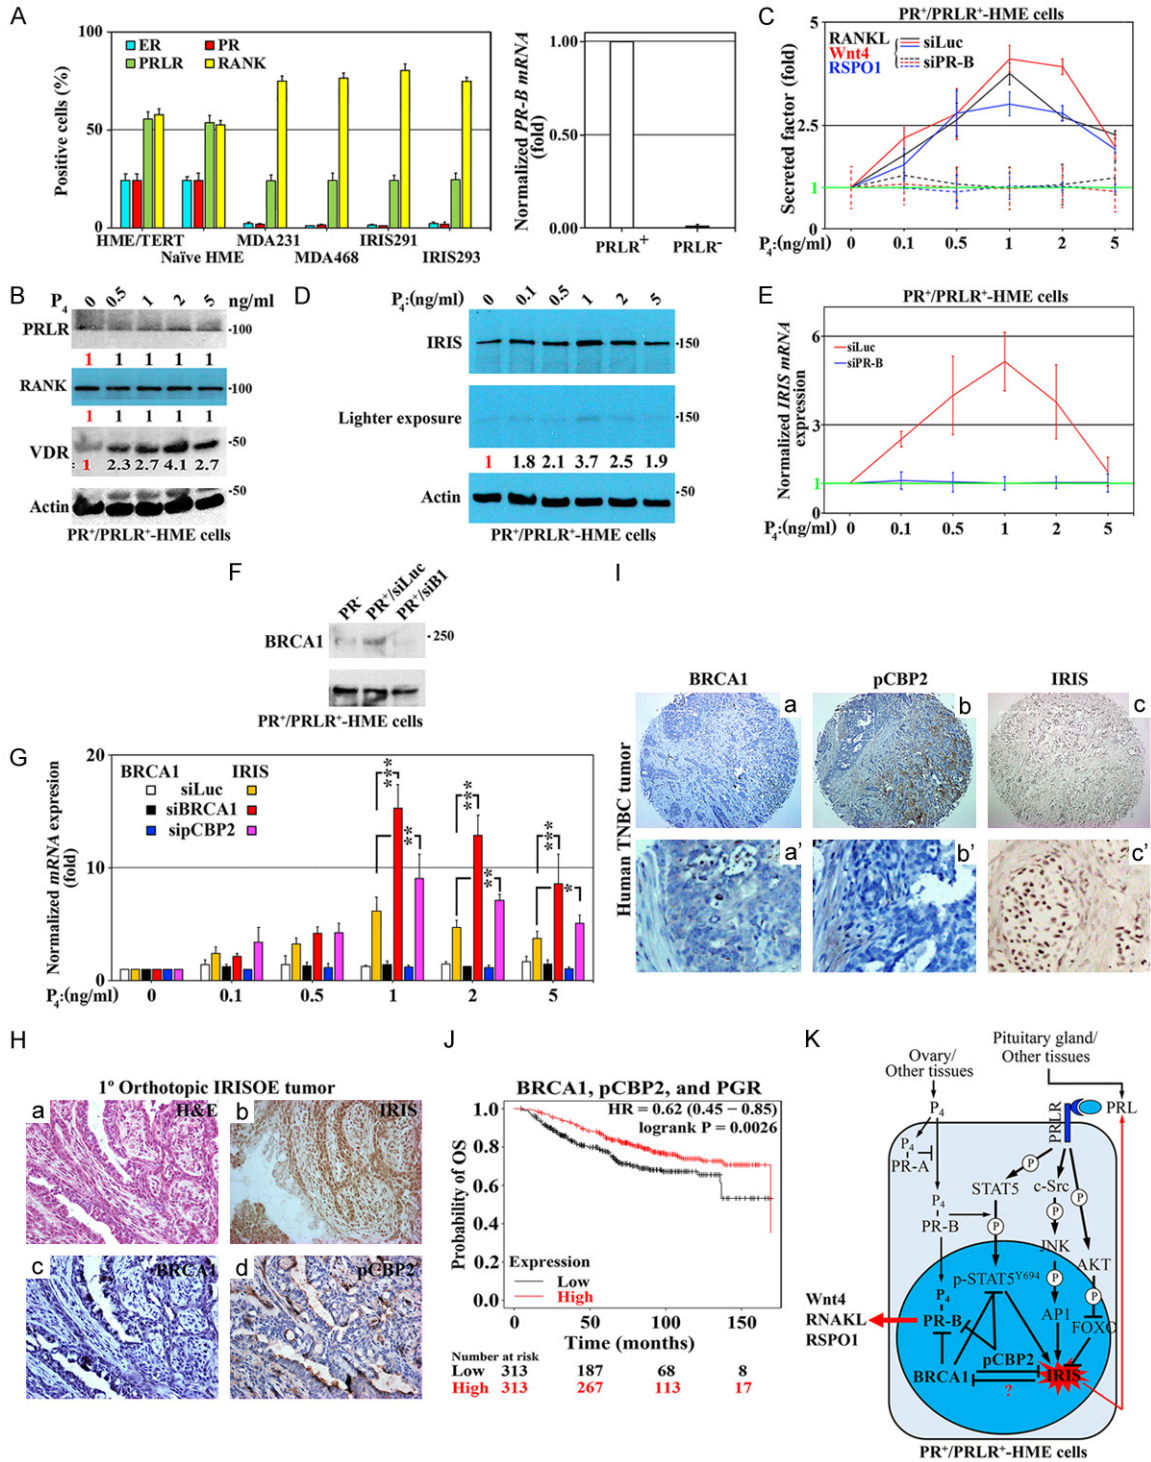 A
Positive cells (%)
100
50
0
ER
PR
PRLR
RANK
HME/TERT
Naïve HME
MDA231
MDA468
IRIS291
IRIS293
Normalized PR-B mRNA
(fold)
1.00
0.50
0.00
PRLR+
PRLR-
C
PR+/PRLR+-HME cells
Secreted factor (fold)
5
2.5
1
0
RANKL
Wnt4
RSPO1
siLuc
siPR-B
P4:(ng/ml) 0 0.1 0.5 1 2 5
B
P4 0 0.5 1 2 5 ng/ml
PRLR
-100
1 1 1 1 1
RANK
-100
1 1 1 1 1
VDR
-50
: 1 2.3 2.7 4.1 2.7
-50
Actin
PR+/PRLR+-HME cells
D
P4:(ng/ml) 0 0.1 0.5 1 2 5
IRIS
-150
Lighter exposure
-150
1 1.8 2.1 3.7 2.5 1.9
Actin
-50
PR+/PRLR+-HME cells
E
PR+/PRLR+-HME cells
Normalized IRIS mRNA
expression
6
3
1
0
siLuc
siPR-B
P4:(ng/ml) 0 0.1 0.5 1 2 5
F
PR-
PR+/siLuc
PR+/siB1
BRCA1
- 250
PR+/PRLR+-HME cells
G
Normalized mRNA expresion
(fold)
20
10
0
BRCA1 IRIS
siLuc
siBRCA1
sipCBP2
***
**
***
**
***
*
P4:(ng/ml) 0 0.1 0.5 1 2 5
I
Human TNBC tumor
BRCA1 pCBP2 IRIS
a b c
a' b' c'
H
1° Orthotopic IRISOE tumor
a H&E
b IRIS
c BRCA1
d pCBP2
J
BRCA1, pCBP2, and PGR
HR = 0.62 (0.45 − 0.85)
logrank P = 0.0026
Probability of OS
1.0
0.8
0.6
0.4
0.2
0.0
Expression
Low
High
0 50 100 150
Time (months)
Number at risk
Low 313 187 68 8
High 313 267 113 17
K
Ovary/
Other tissues
Pituitary gland/
Other tissues
P4
PRLR
PRL
P4
PR-A
P
STAT5
c-Src
P
P
P4
PR-B
P
JNK
AKT
p-STAT5Y694
P
P
P4
PR-B
AP1
FOXO
Wnt4
RNAKL
RSPO1
pCBP2
BRCA1
IRIS
?
PR+/PRLR+-HME cells